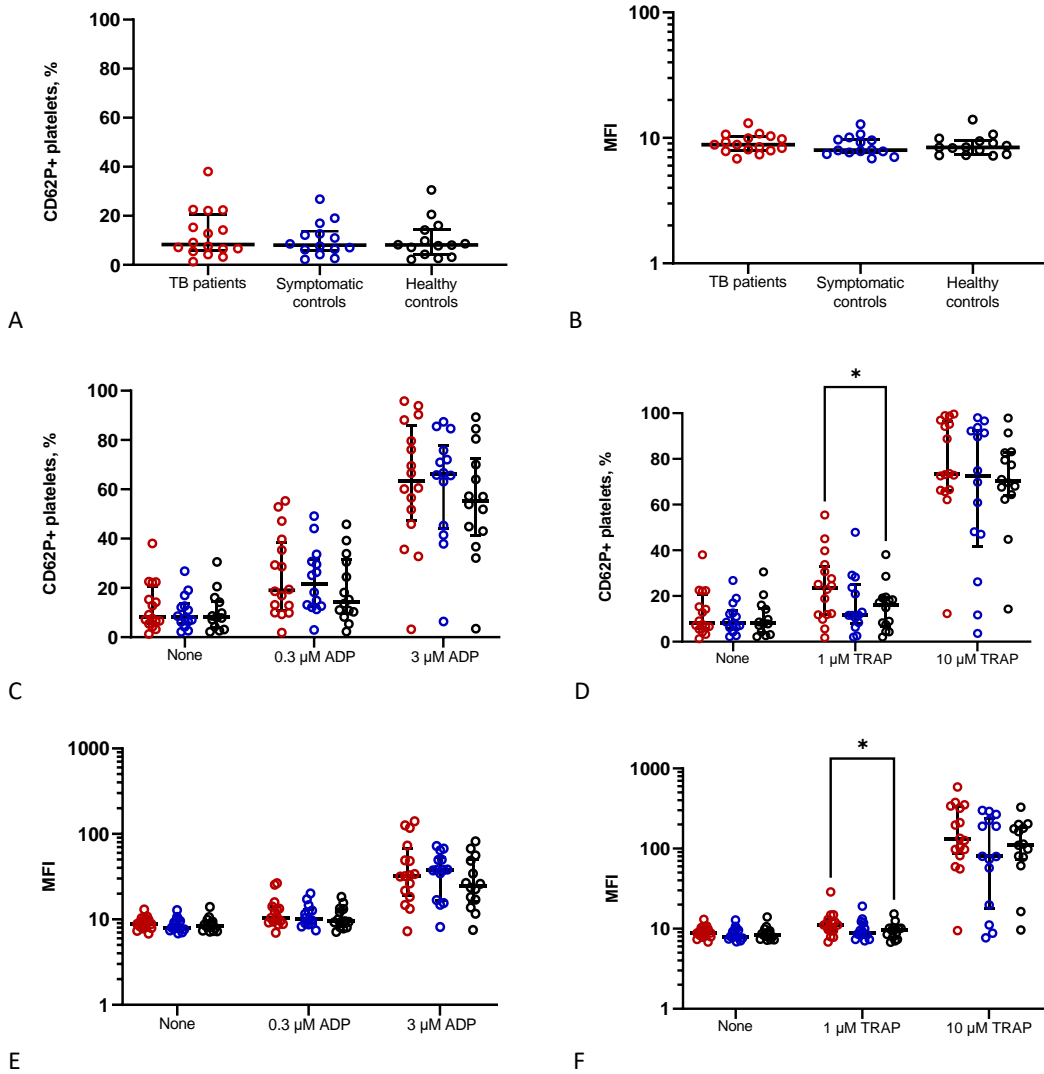 100
80
60
40
20
0
CD62P+ platelets, %
TB patients
Symptomatic
controls
Healthy
controls
A
100
10
1
MFI
TB patients
Symptomatic
controls
Healthy
controls
B
100
80
60
40
20
0
CD62P+ platelets, %
None
0.3 µM ADP
3 µM ADP
C
*
100
80
60
40
20
0
CD62P+ platelets, %
None
1 µM TRAP
10 µM TRAP
D
1000
100
10
1
MFI
None
0.3 µM ADP
3 µM ADP
E
*
1000
100
10
1
MFI
None
1 µM TRAP
10 µM TRAP
F